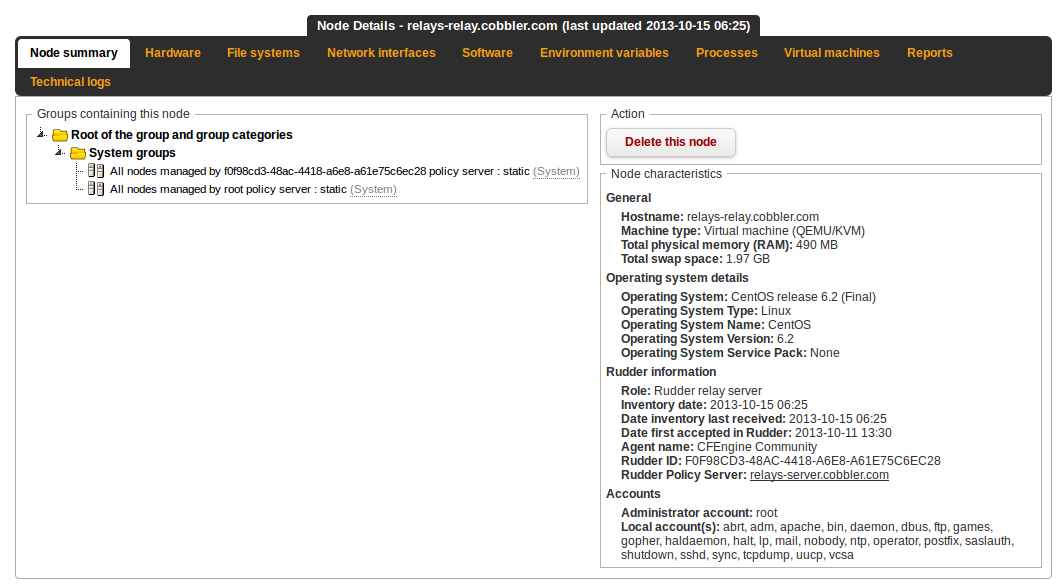 Node Details - relays-relay.cobbler.com (last updated 2013-10-15 06:25)
Node summary Hardware File systems Network interfaces Software Environment variables Processes Virtual machines Reports
Technical logs
Groups containing this node
Root of the group and group categories
System groups
All nodes managed by f0f98cd3-48ac-4418-a6e8-a61e75c6ec28 policy server : static (System)
All nodes managed by root policy server : static (System)
Action
Delete this node
Node characteristics
General
Hostname: relays-relay.cobbler.com
Machine type: Virtual machine (QEMU/KVM)
Total physical memory (RAM): 490 MB
Total swap space: 1.97 GB
Operating system details
Operating System: CentOS release 6.2 (Final)
Operating System Type: Linux
Operating System Name: CentOS
Operating System Version: 6.2
Operating System Service Pack: None
Rudder information
Role: Rudder relay server
Inventory date: 2013-10-15 06:25
Date inventory last received: 2013-10-15 06:25
Date first accepted in Rudder: 2013-10-11 13:30
Agent name: CFEngine Community
Rudder ID: F0F98CD3-48AC-4418-A6E8-A61E75C6EC28
Rudder Policy Server: relays-server.cobbler.com
Accounts
Administrator account: root
Local account(s): abrt, adm, apache, bin, daemon, dbus, ftp, games,
gopher, haldaemon, halt, lp, mail, nobody, ntp, operator, postfix, saslauth,
shutdown, sshd, sync, tcpdump, uucp, vcsa